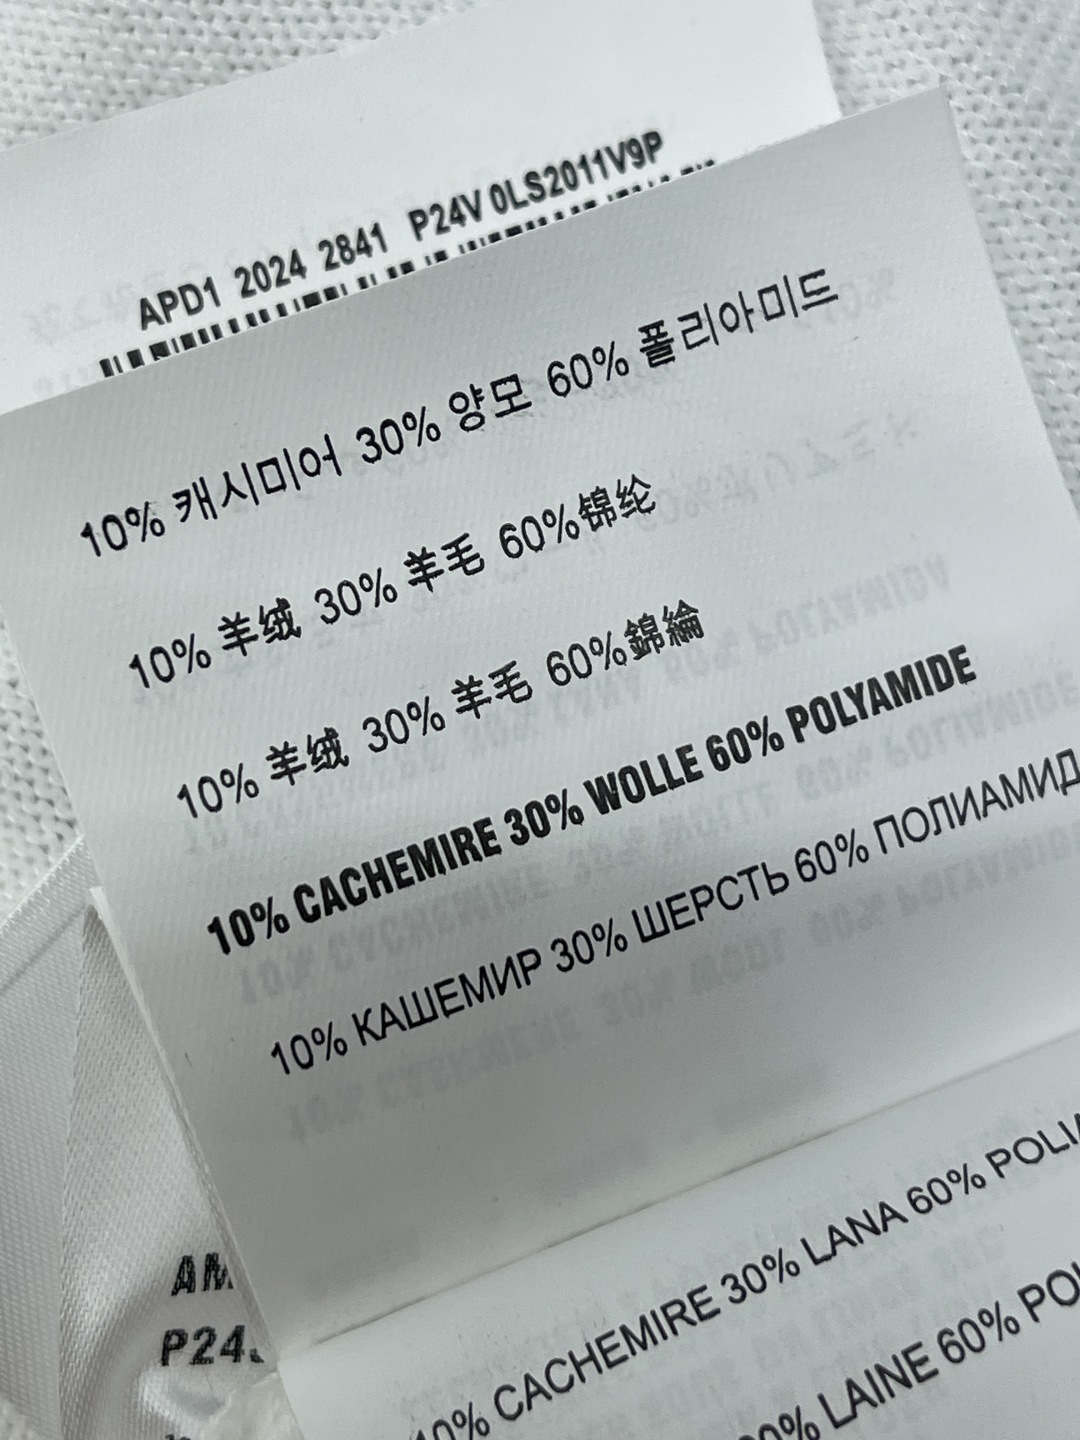 APD1 2024 2841 P24V 0LS2011V9P
10% 캐시미어 30% 양모 60% 폴리아미드
10% 羊绒 30% 羊毛 60%锦纶
10% 羊绒 30% 羊毛 60%錦綸
10% CACHEMIRE 30% WOLLE 60% POLYAMIDE
10% КАШЕМИР 30% ШЕРСТЬ 60% ПОЛИАМИД
10% CACHEMIRE 30% LANA 60%
LAINE 60%
P24